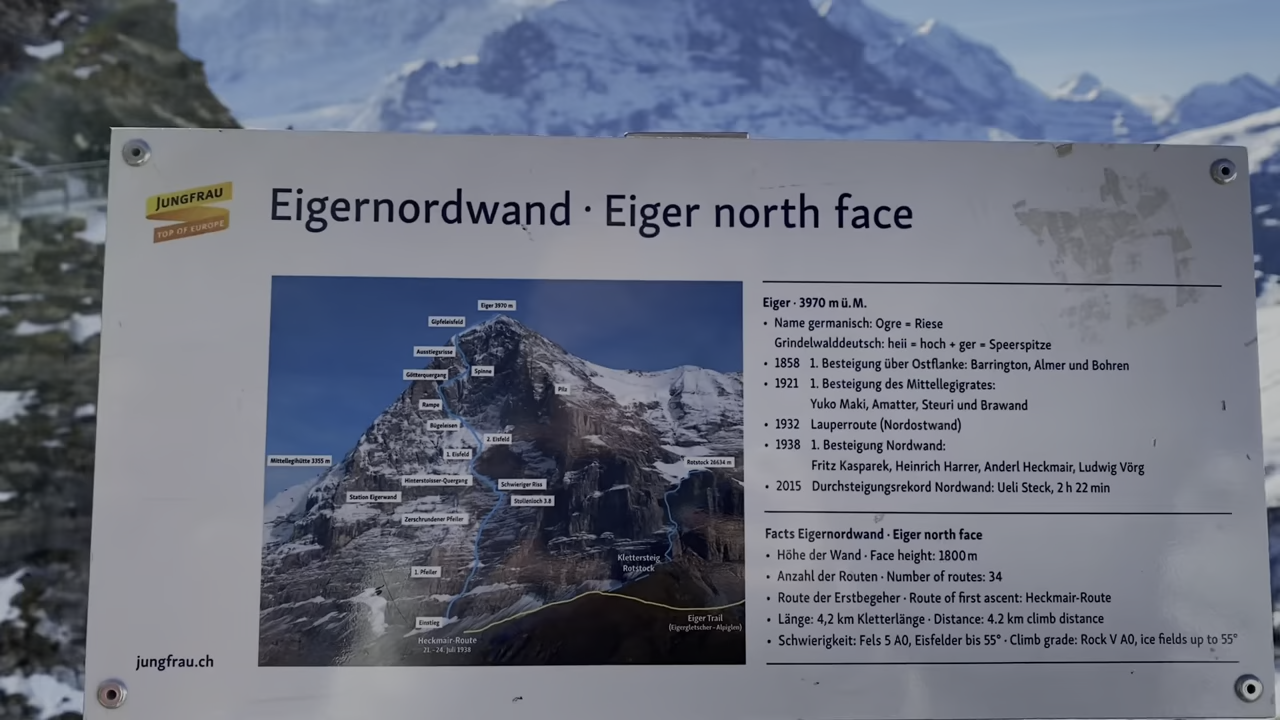 JUNGFRAU
TOP OF EUROPE
Eigernordwand · Eiger north face
Eiger 3970 m
Gipfeleisfeld
Ausstiegsrisse
Spinne
Götterquergang
Pilz
Rampe
Bügeleisen
2. Eisfeld
1. Eisfeld
Mittellegihütte 3355 m
Rotstock 26634 m
Hinterstoisser-Quergang
Schwieriger Riss
Station Eigerwand
Stollenloch 3.8
Zerschrundener Pfeiler
Klettersteig
Rotstock
1. Pfeiler
Einstieg
Eiger Trail
(Eigergletscher - Alpiglen)
Heckmair-Route
21. - 24. Juli 1938
Eiger · 3970 m ü. M.
• Name germanisch: Ogre = Riese
Grindelwalddeutsch: heii = hoch + ger = Speerspitze
• 1858 1. Besteigung über Ostflanke: Barrington, Almer und Bohren
• 1921 1. Besteigung des Mittellegigrates:
Yuko Maki, Amatter, Steuri und Brawand
• 1932 Lauperroute (Nordostwand)
• 1938 1. Besteigung Nordwand:
Fritz Kasparek, Heinrich Harrer, Anderl Heckmair, Ludwig Vörg
• 2015 Durchsteigungsrekord Nordwand: Ueli Steck, 2 h 22 min
Facts Eigernordwand · Eiger north face
• Höhe der Wand · Face height: 1800 m
• Anzahl der Routen · Number of routes: 34
• Route der Erstbegeher · Route of first ascent: Heckmair-Route
• Länge: 4,2 km Kletterlänge · Distance: 4.2 km climb distance
• Schwierigkeit: Fels 5 A0, Eisfelder bis 55° · Climb grade: Rock V A0, ice fields up to 55°
jungfrau.ch